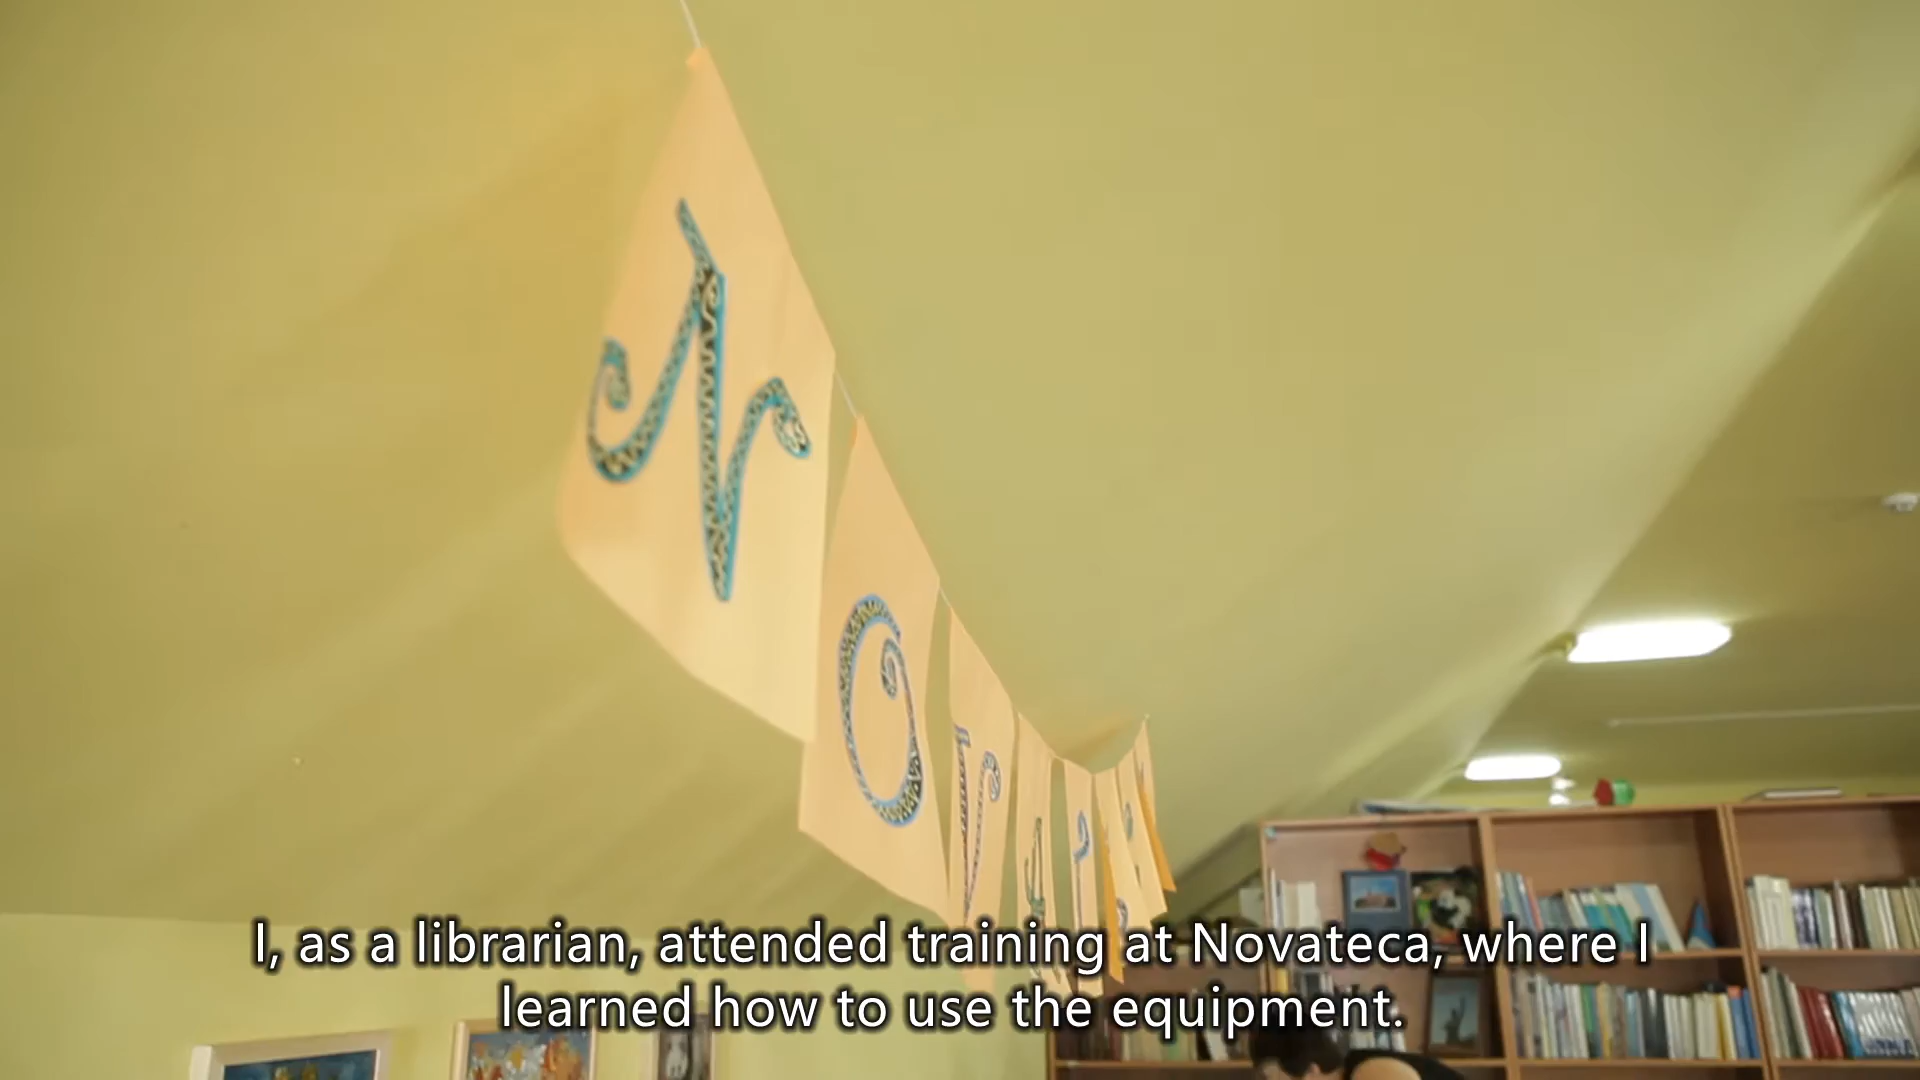 N
O
V
I, as a librarian, attended training at Novateca, where I
learned how to use the equipment.